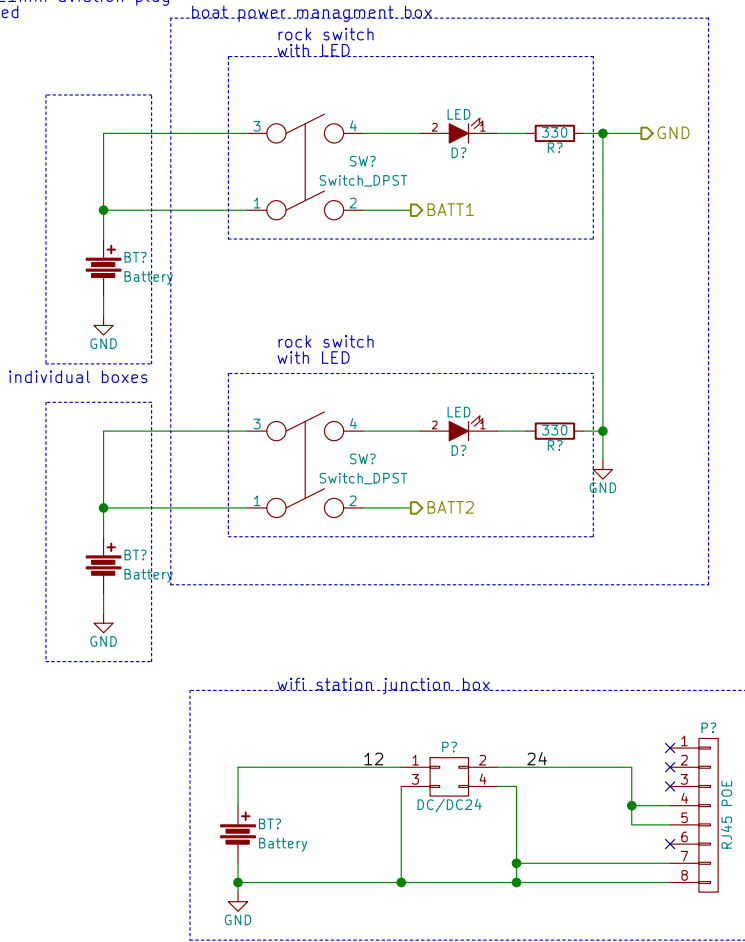 aviation plug
ed
boat power managment box
rock switch
with LED
3
4
2
LED
1
D?
330
R?
GND
SW?
Switch_DPST
1
2
BATT1
+
BT?
Battery
GND
individual boxes
rock switch
with LED
3
4
2
LED
1
D?
330
R?
GND
SW?
Switch_DPST
1
2
BATT2
+
BT?
Battery
GND
wifi station junction box
12
P?
1
2
3
4
DC/DC24
24
+
BT?
Battery
GND
P?
1
2
3
4
5
6
7
8
RJ45 POE